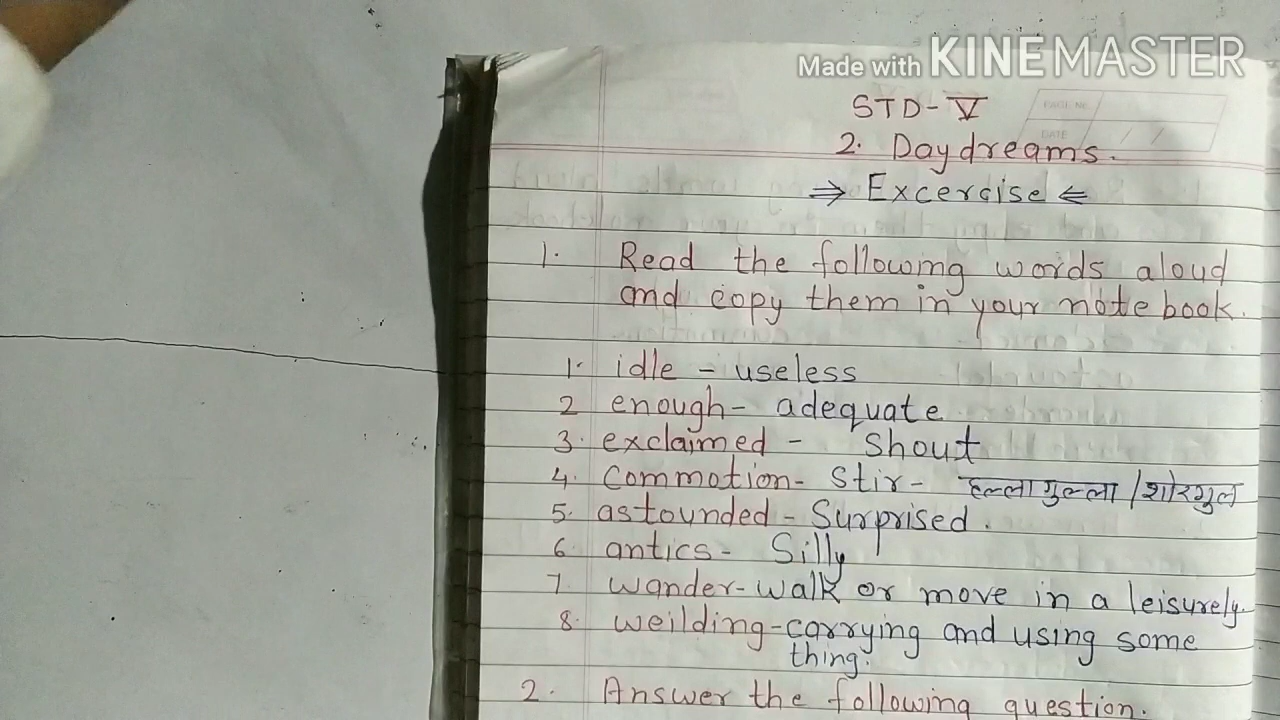 Made with KINEMASTER
STD-V
PAGE NO.
DATE / /
2. Daydreams.
⇒ Excercise ⇐
1. Read the following words aloud
and copy them in your note book.
1. idle - useless
2 enough - adequate
3. exclaimed - shout
4. Commotion - Stir - हल्लागुल्ला / शोरगुल
5. astounded - Surprised.
6 antics - Silly
7 wander - walk or move in a leisurely.
8. weilding - carrying and using some
thing.
2. Answer the following question.